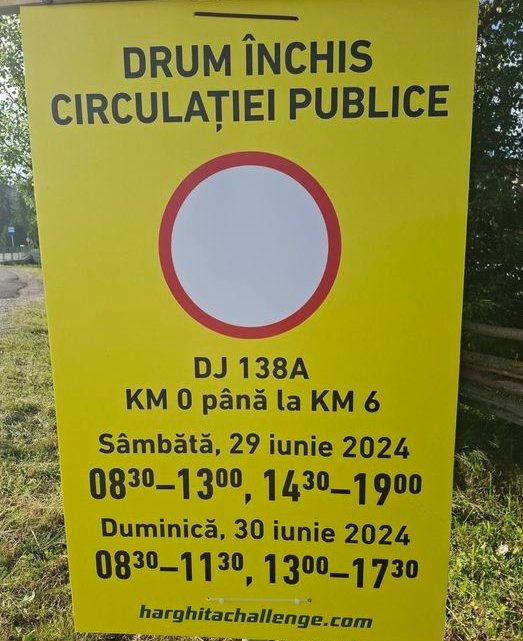 DRUM ÎNCHIS
CIRCULAȚIEI PUBLICE
DJ 138A
KM 0 până la KM 6
Sâmbătă, 29 iunie 2024
08³⁰–13⁰⁰, 14³⁰–19⁰⁰
Duminică, 30 iunie 2024
08³⁰–11³⁰, 13⁰⁰–17³⁰
harghitachallenge.com